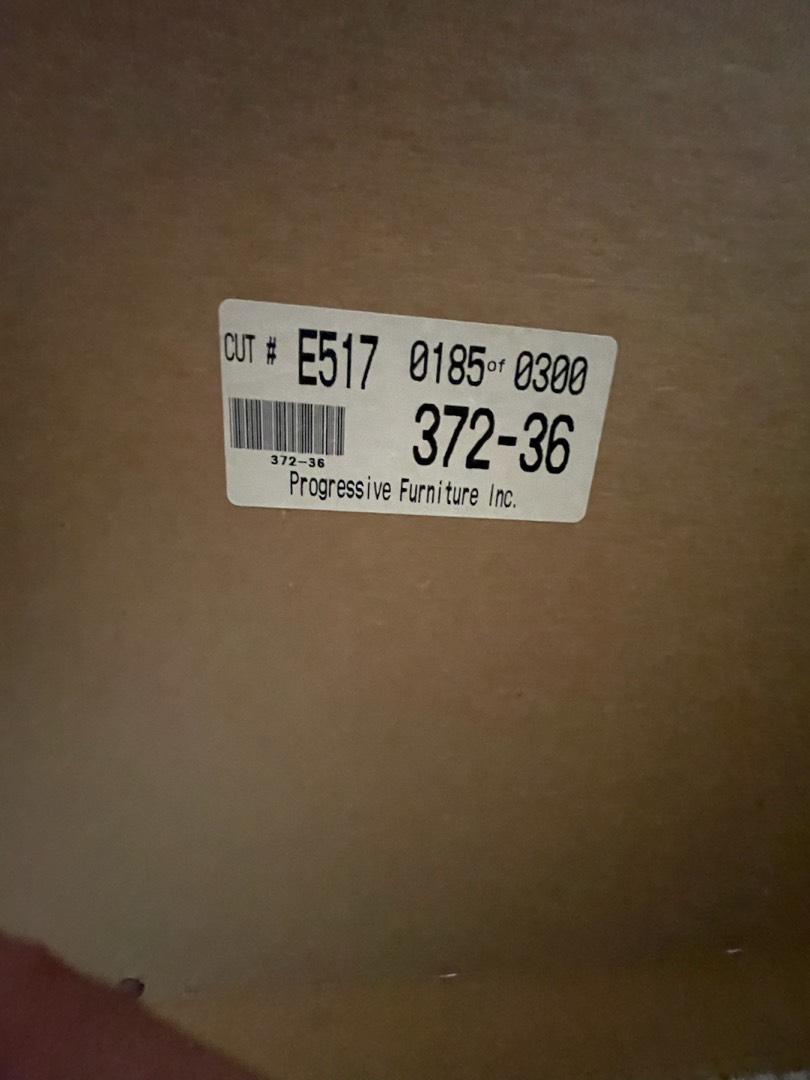 CUT # E517 0185 of 0300
372-36
372-36
Progressive Furniture Inc.